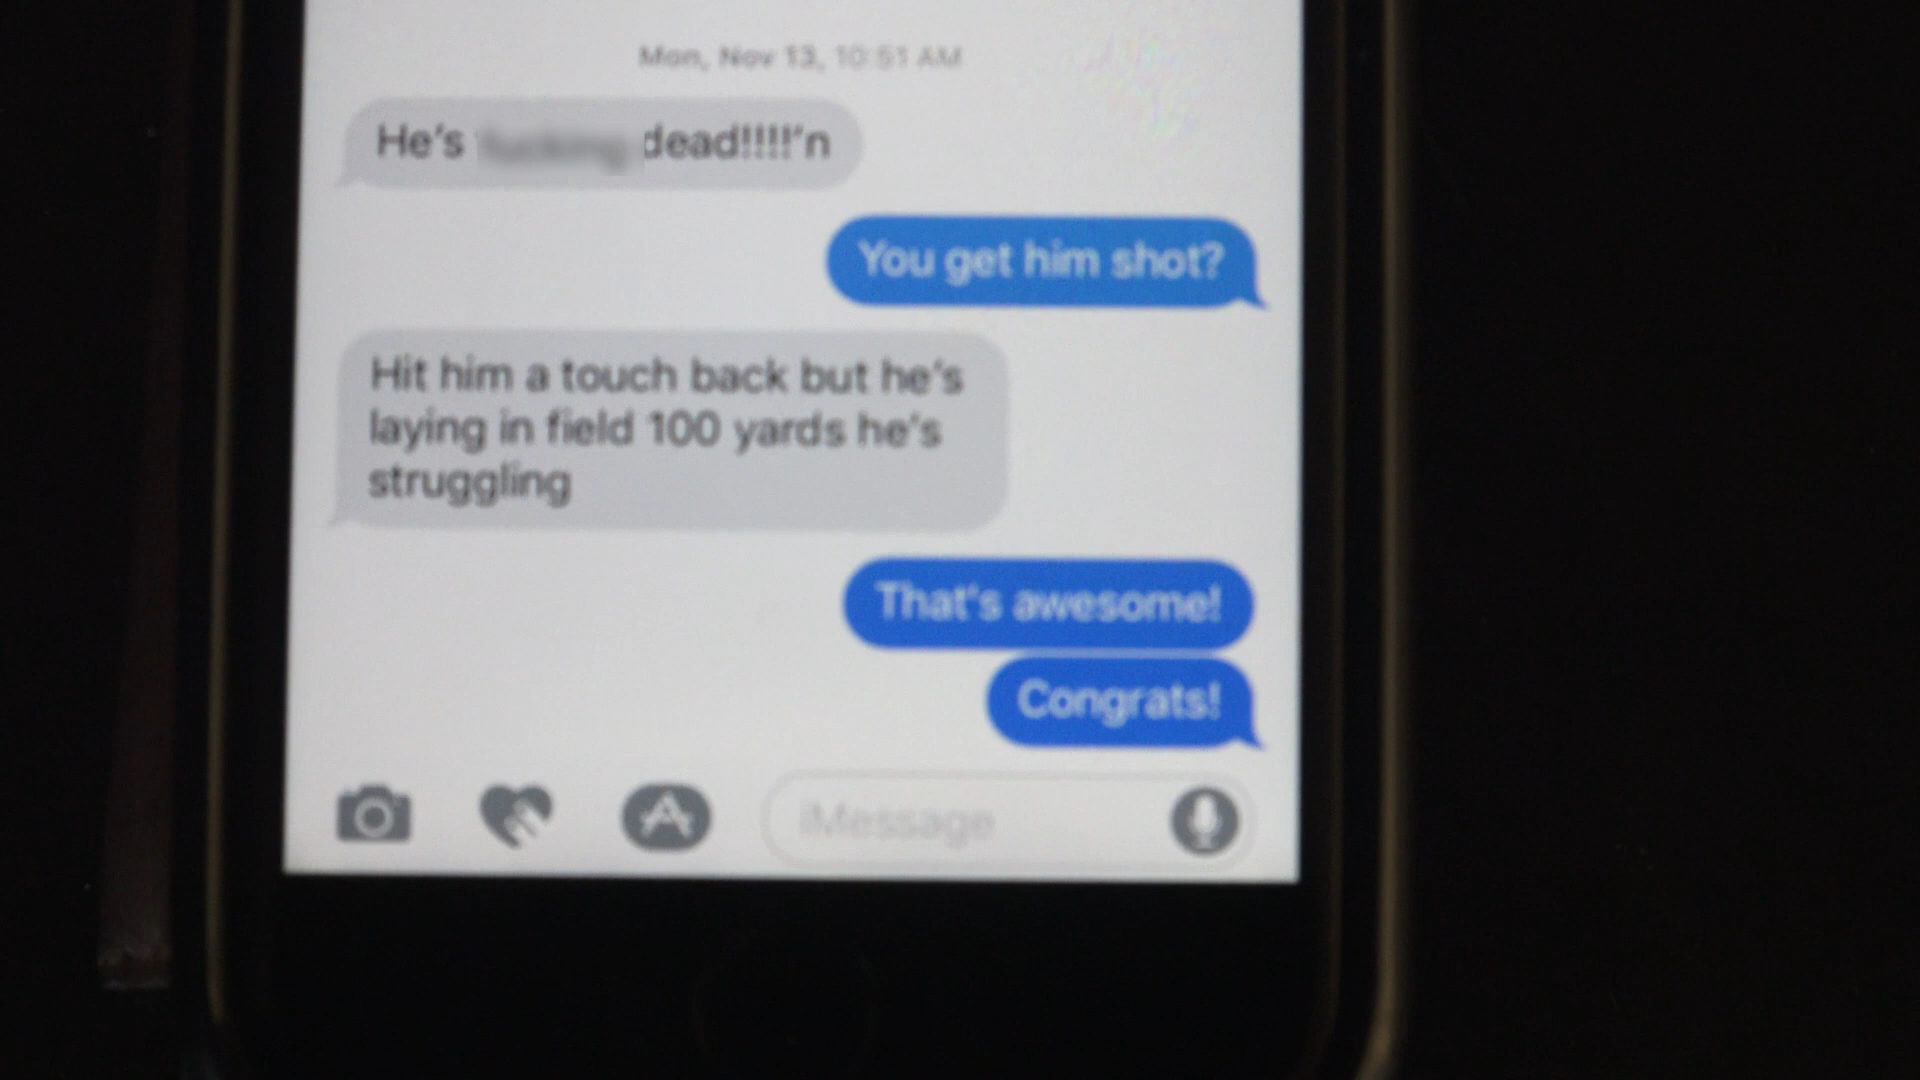 Mon, Nov 13, 10:51 AM
He's fucking dead!!!!'n
You get him shot?
Hit him a touch back but he's
laying in field 100 yards he's
struggling
That's awesome!
Congrats!
iMessage